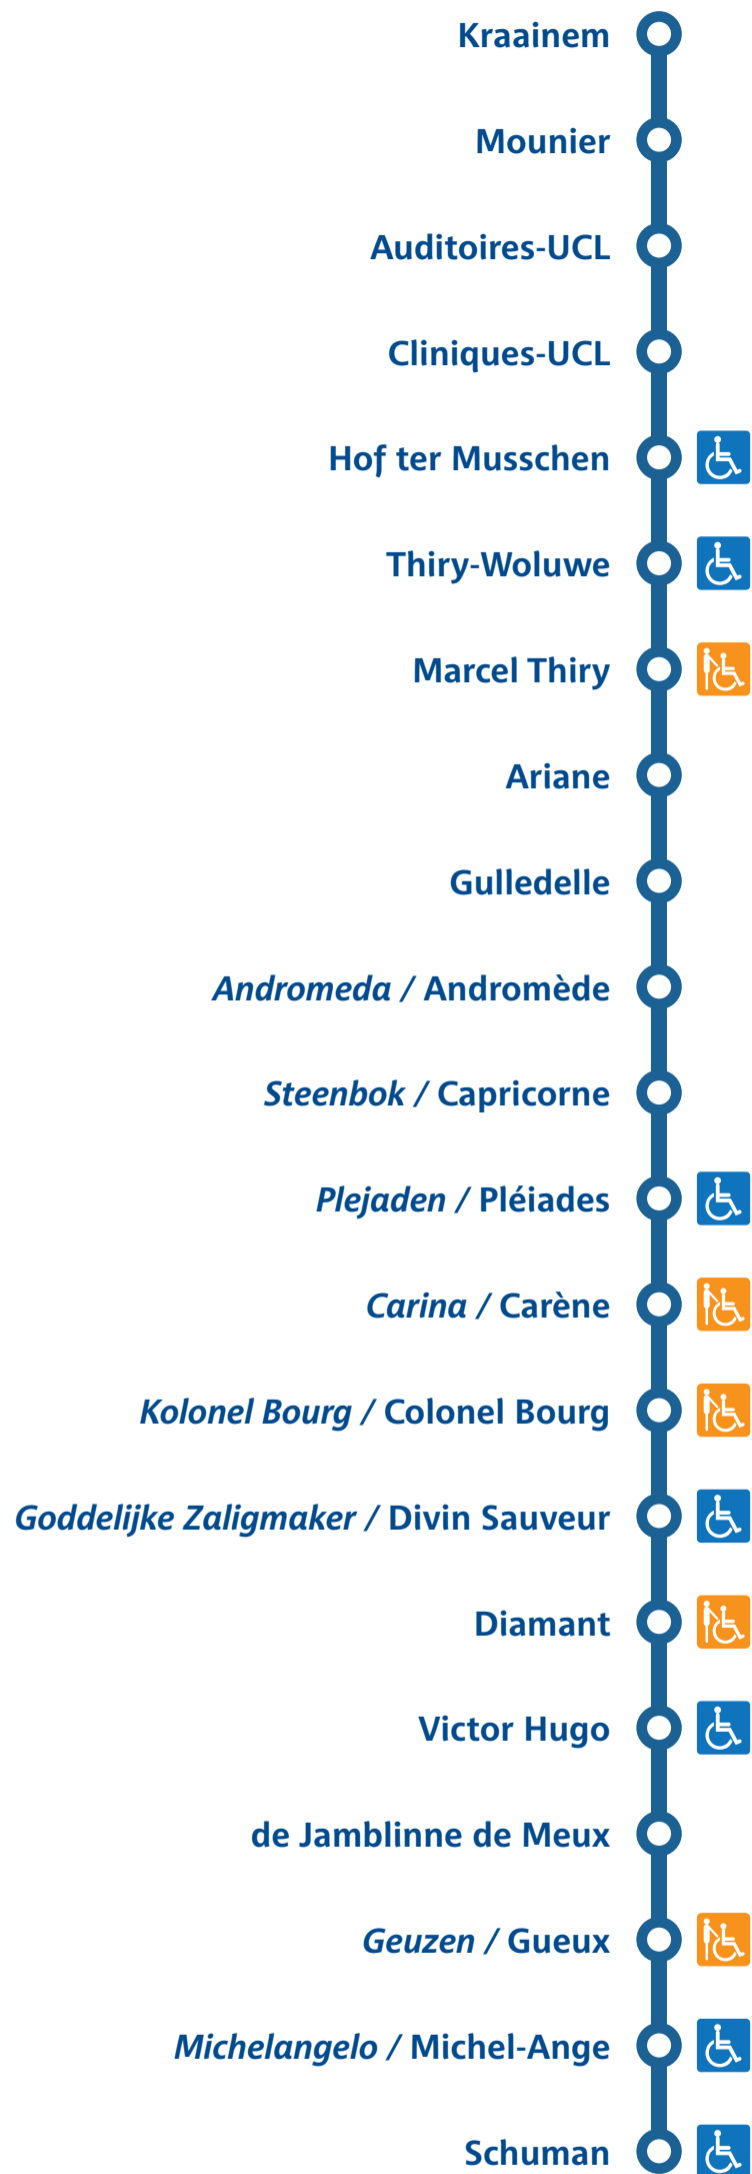 Kraainem
Mounier
Auditoires-UCL
Cliniques-UCL
Hof ter Musschen
Thiry-Woluwe
Marcel Thiry
Ariane
Gulledelle
Andromeda / Andromède
Steenbok / Capricorne
Plejaden / Pléiades
Carina / Carène
Kolonel Bourg / Colonel Bourg
Goddelijke Zaligmaker / Divin Sauveur
Diamant
Victor Hugo
de Jamblinne de Meux
Geuzen / Gueux
Michelangelo / Michel-Ange
Schuman